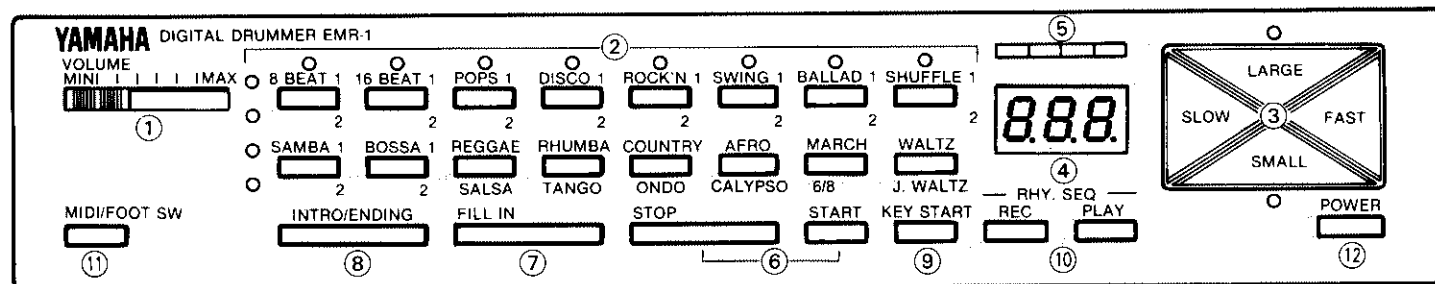 YAMAHA DIGITAL DRUMMER EMR-1
VOLUME
MINI MAX
①
②
8 BEAT 1 16 BEAT 1 POPS 1 DISCO 1 ROCK'N 1 SWING 1 BALLAD 1 SHUFFLE 1
2 2 2 2 2 2 2 2
SAMBA 1 BOSSA 1 REGGAE RHUMBA COUNTRY AFRO MARCH WALTZ
2 2 SALSA TANGO ONDO CALYPSO 6/8 J. WALTZ
⑤
8.8.8.
④
LARGE
SLOW ③ FAST
SMALL
MIDI/FOOT SW
⑪
INTRO/ENDING
⑧
FILL IN
⑦
STOP START
⑥
KEY START
⑨
RHY. SEQ
REC PLAY
⑩
POWER
⑫